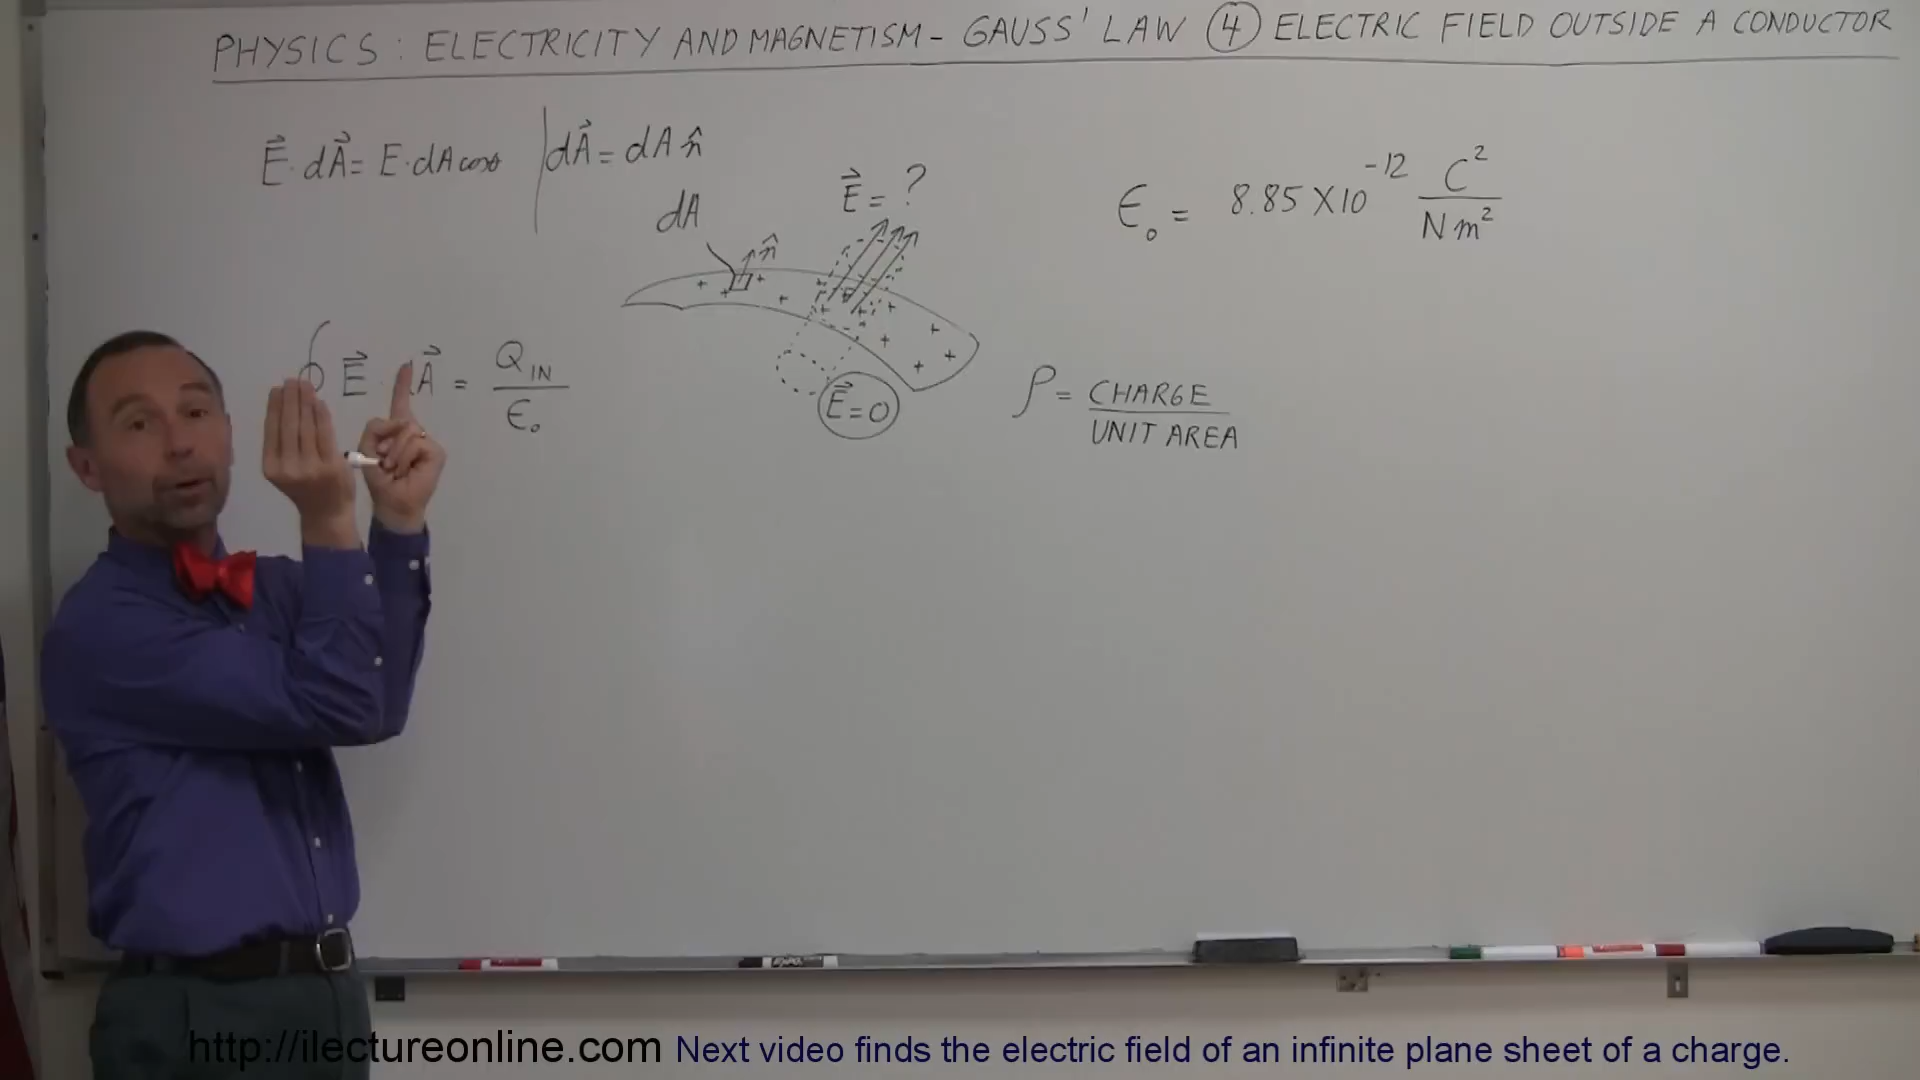 PHYSICS: ELECTRICITY AND MAGNETISM - GAUSS' LAW ④ ELECTRIC FIELD OUTSIDE A CONDUCTOR
E⃗ · dA⃗ = E · dA cosθ | dA⃗ = dA n̂
dA
n̂
E⃗ = ?
ϵ₀ = 8.85 X 10⁻¹² C² / N m²
∮ E⃗ · dA⃗ = Q_IN / ϵ₀
E⃗ = 0
ρ = CHARGE / UNIT AREA
http://ilectureonline.com Next video finds the electric field of an infinite plane sheet of a charge.